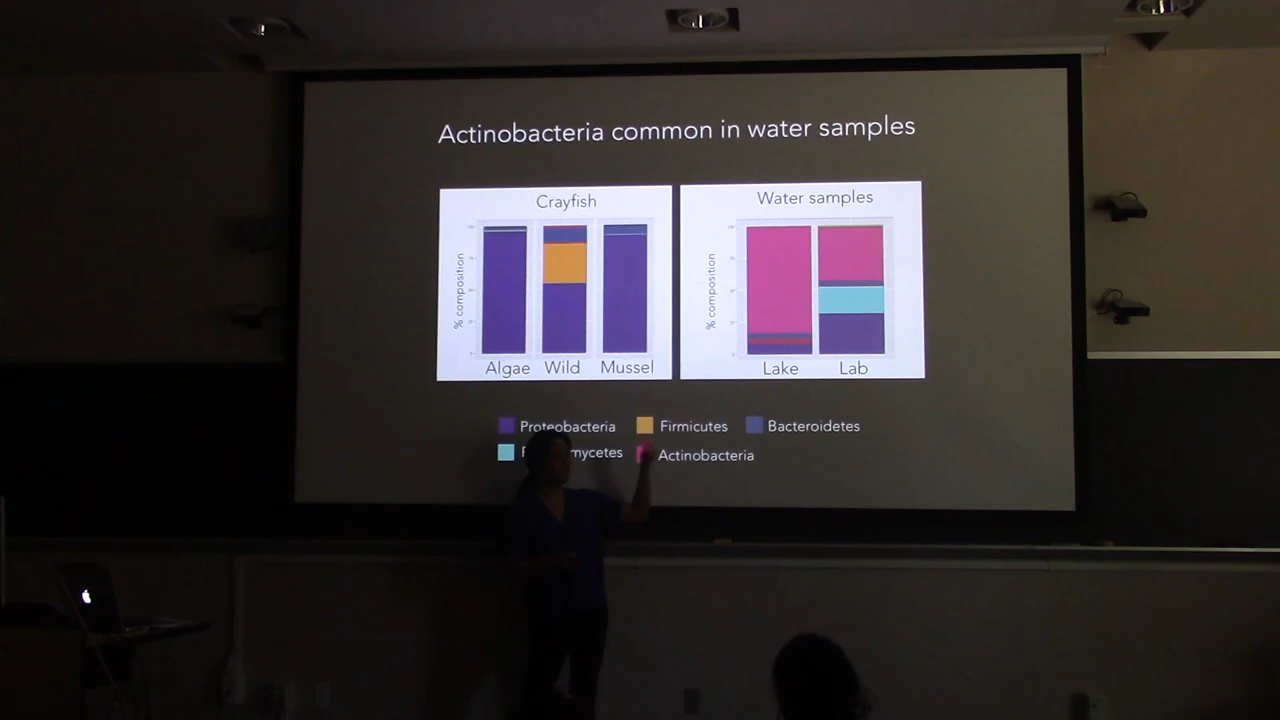 Actinobacteria common in water samples
Crayfish
Water samples
% composition
% composition
Algae Wild Mussel
Lake Lab
Proteobacteria Firmicutes Bacteroidetes
Actinobacteria